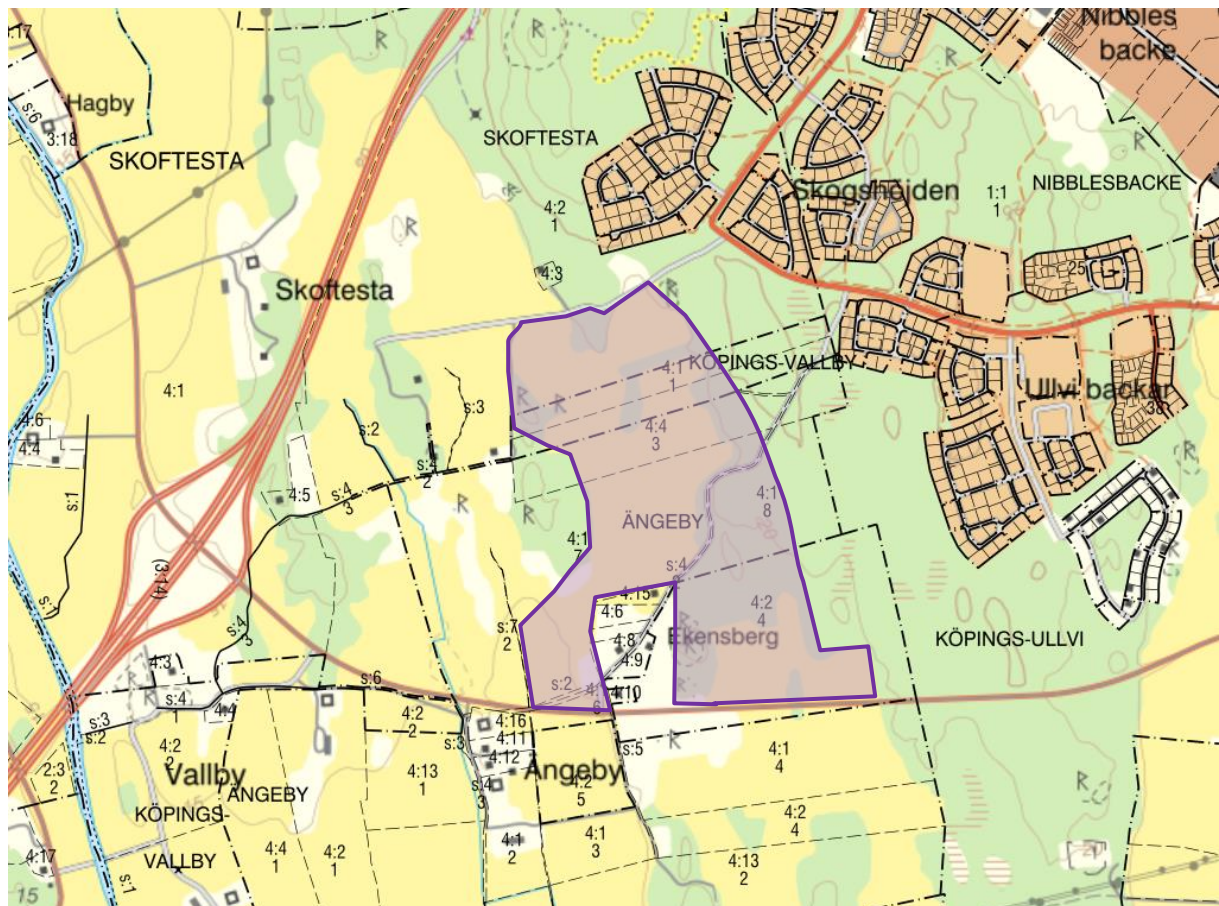 :17
Nibbles
backe
Hagby
s:6
3:18
SKOFTESTA
SKOFTESTA
NIBBLESBACKE
Skogshöjden
1:1
1
4:2
1
25
4:3
Skoftesta
KÖPINGS-VALLBY
4:1
1
4:1
Ullvi backar
38
s:3
4:6
4:4
s:2
4:4
3
s:4
2
s:1
4:5
s:4
3
4:1
8
ÄNGEBY
4:1
7
s:4
(3:14)
4:15
s:1
4:6
4:2
4
s:4
3
s:7
2
4:8
Ekensberg
KÖPINGS-ULLVI
4:3
4:9
s:6
s:2
4:10
4:1
6
s:4
1
4:4
s:3
s:2
4:2
2
4:16
4:11
4:12
s:3
s:5
4:2
2
4:1
4
2:3
2
Vallby
ÄNGEBY
4:13
1
s:4
3
Ängeby
4:2
5
KÖPINGS-
VALLBY
4:2
4
4:17
4:4
1
4:2
1
4:1
2
4:1
3
4:13
2
s:1
15